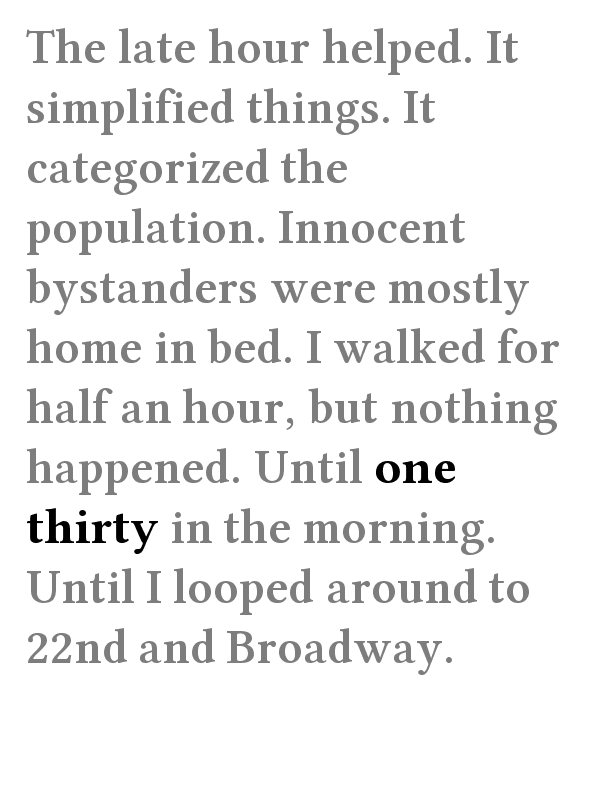 The late hour helped. It
simplified things. It
categorized the
population. Innocent
bystanders were mostly
home in bed. I walked for
half an hour, but nothing
happened. Until one
thirty in the morning.
Until I looped around to
22nd and Broadway.